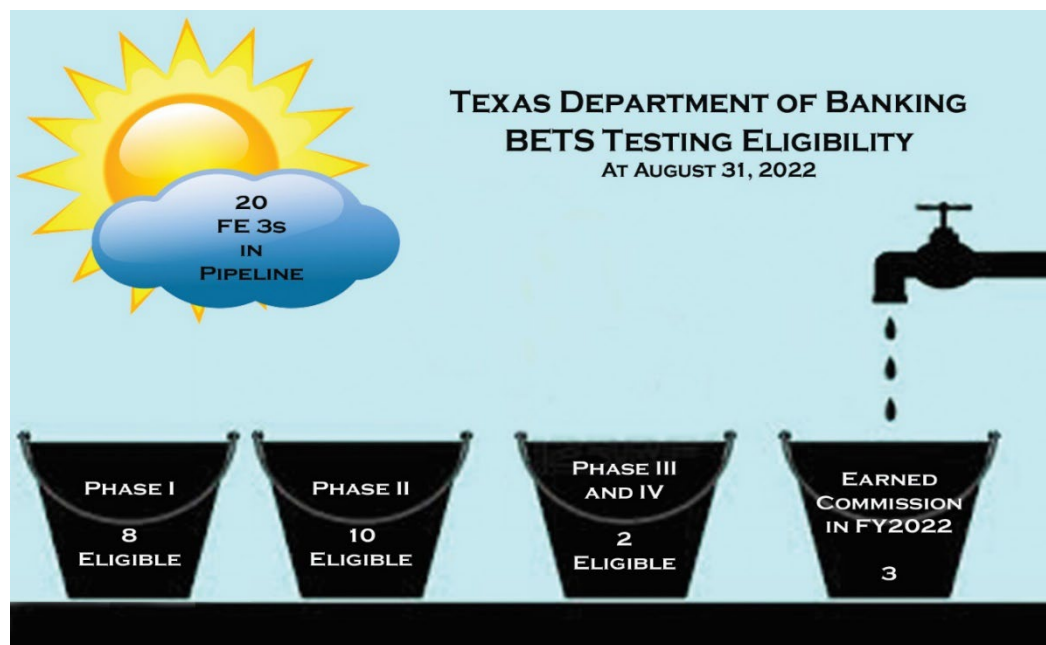 TEXAS DEPARTMENT OF BANKING
BETS TESTING ELIGIBILITY
AT AUGUST 31, 2022
20
FE 3S
IN
PIPELINE
PHASE I
8
ELIGIBLE
PHASE II
10
ELIGIBLE
PHASE III
AND IV
2
ELIGIBLE
EARNED
COMMISSION
IN FY2022
3